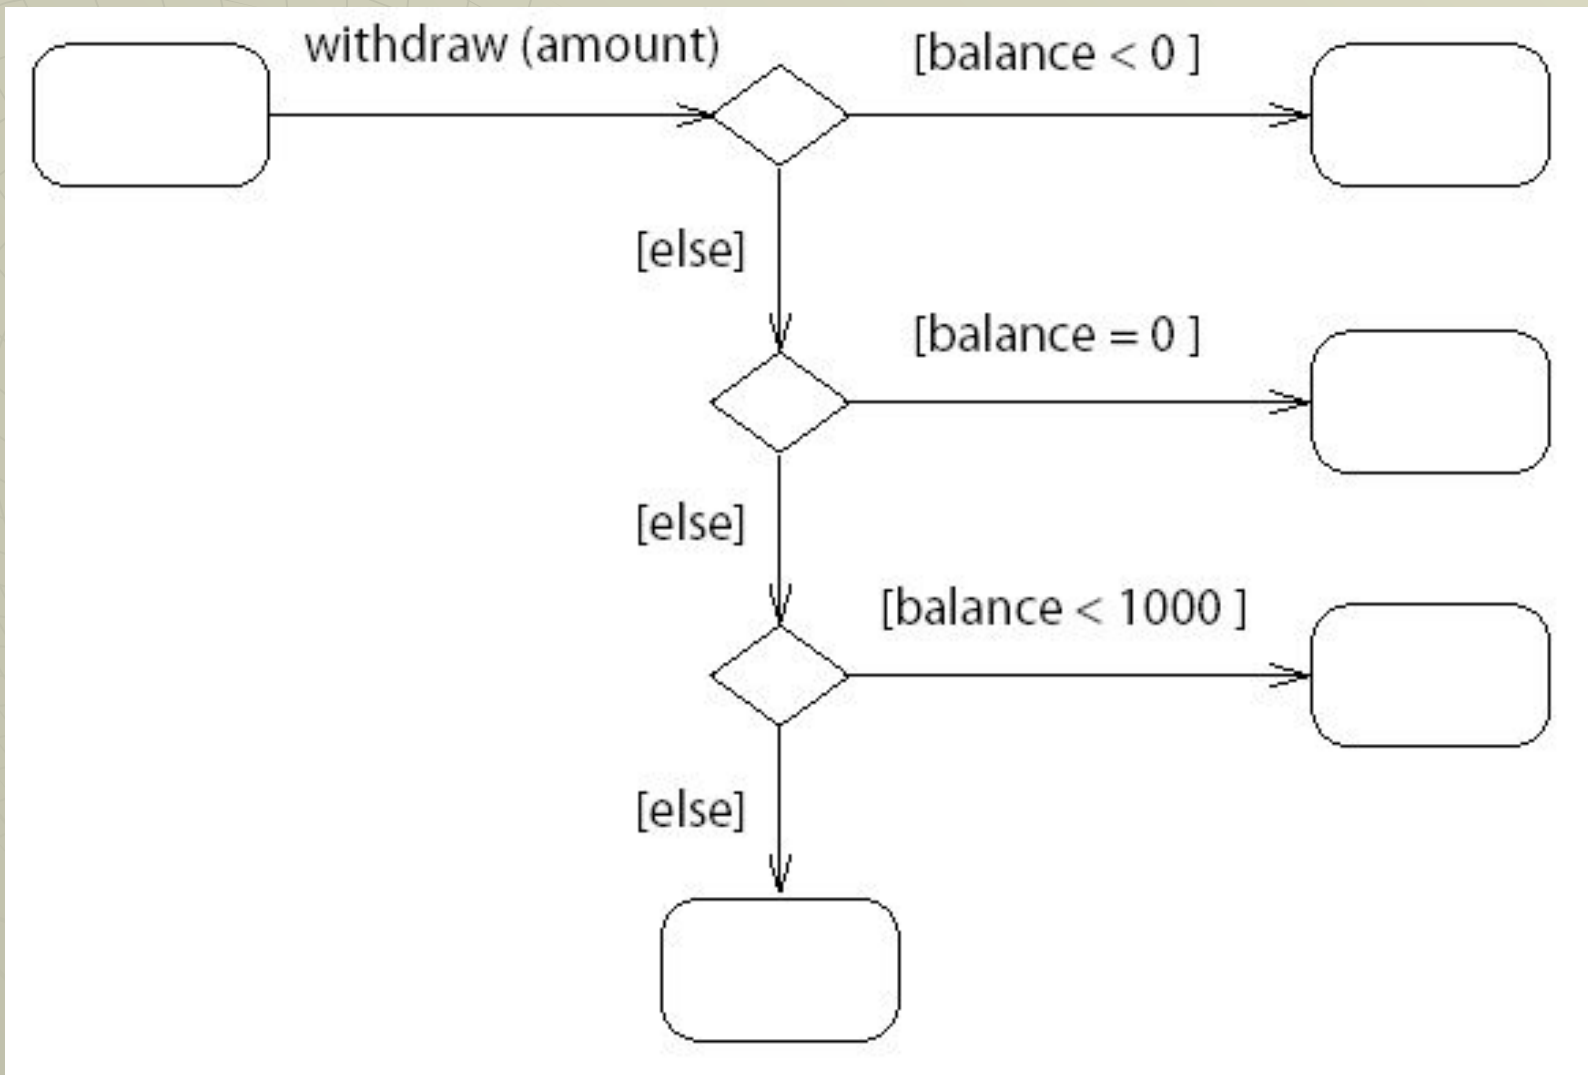 withdraw (amount)
[balance < 0 ]
[else]
[balance = 0 ]
[else]
[balance < 1000 ]
[else]